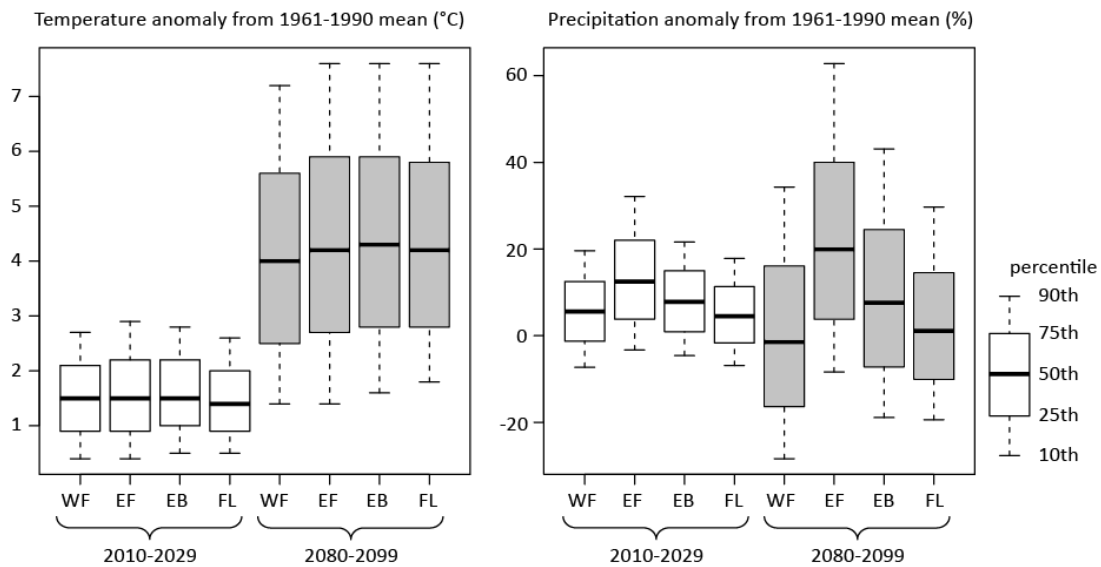 Temperature anomaly from 1961-1990 mean (°C)
7
6
5
4
3
2
1
WF EF EB FL WF EF EB FL
2010-2029 2080-2099
Precipitation anomaly from 1961-1990 mean (%)
60
40
20
0
-20
WF EF EB FL WF EF EB FL
2010-2029 2080-2099
percentile
90th
75th
50th
25th
10th